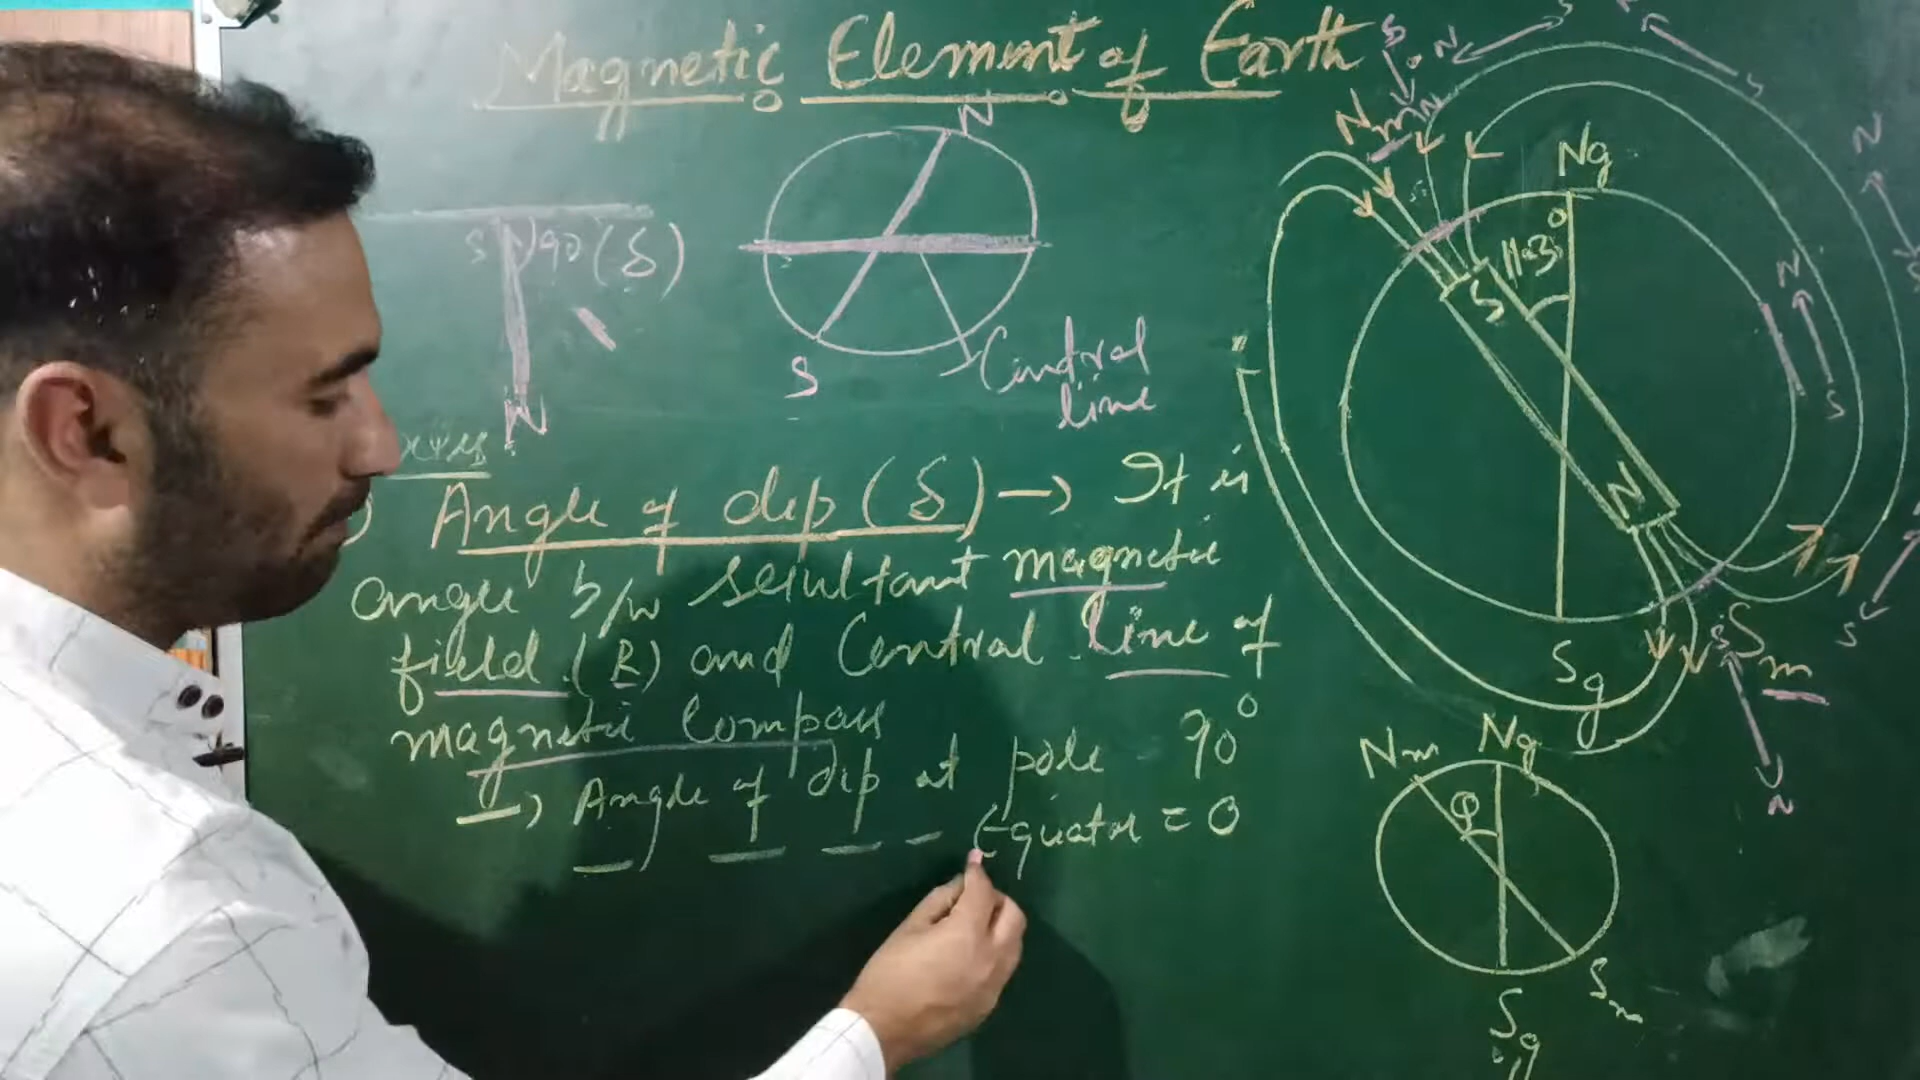 Magnetic Element of Earth
N
S
Central
line
S 90 (δ)
N
Angle of dip (δ) → It is
angle b/w resultant magnetic
field (R) and Central line of
magnetic Compass
→ Angle of dip at pole 90°
Equator = 0
Nm
Ng
11.3°
S
N
Sg
Sm
N
S
N
S
N
S
N
S
Nm Ng
φ
Sm
Sg